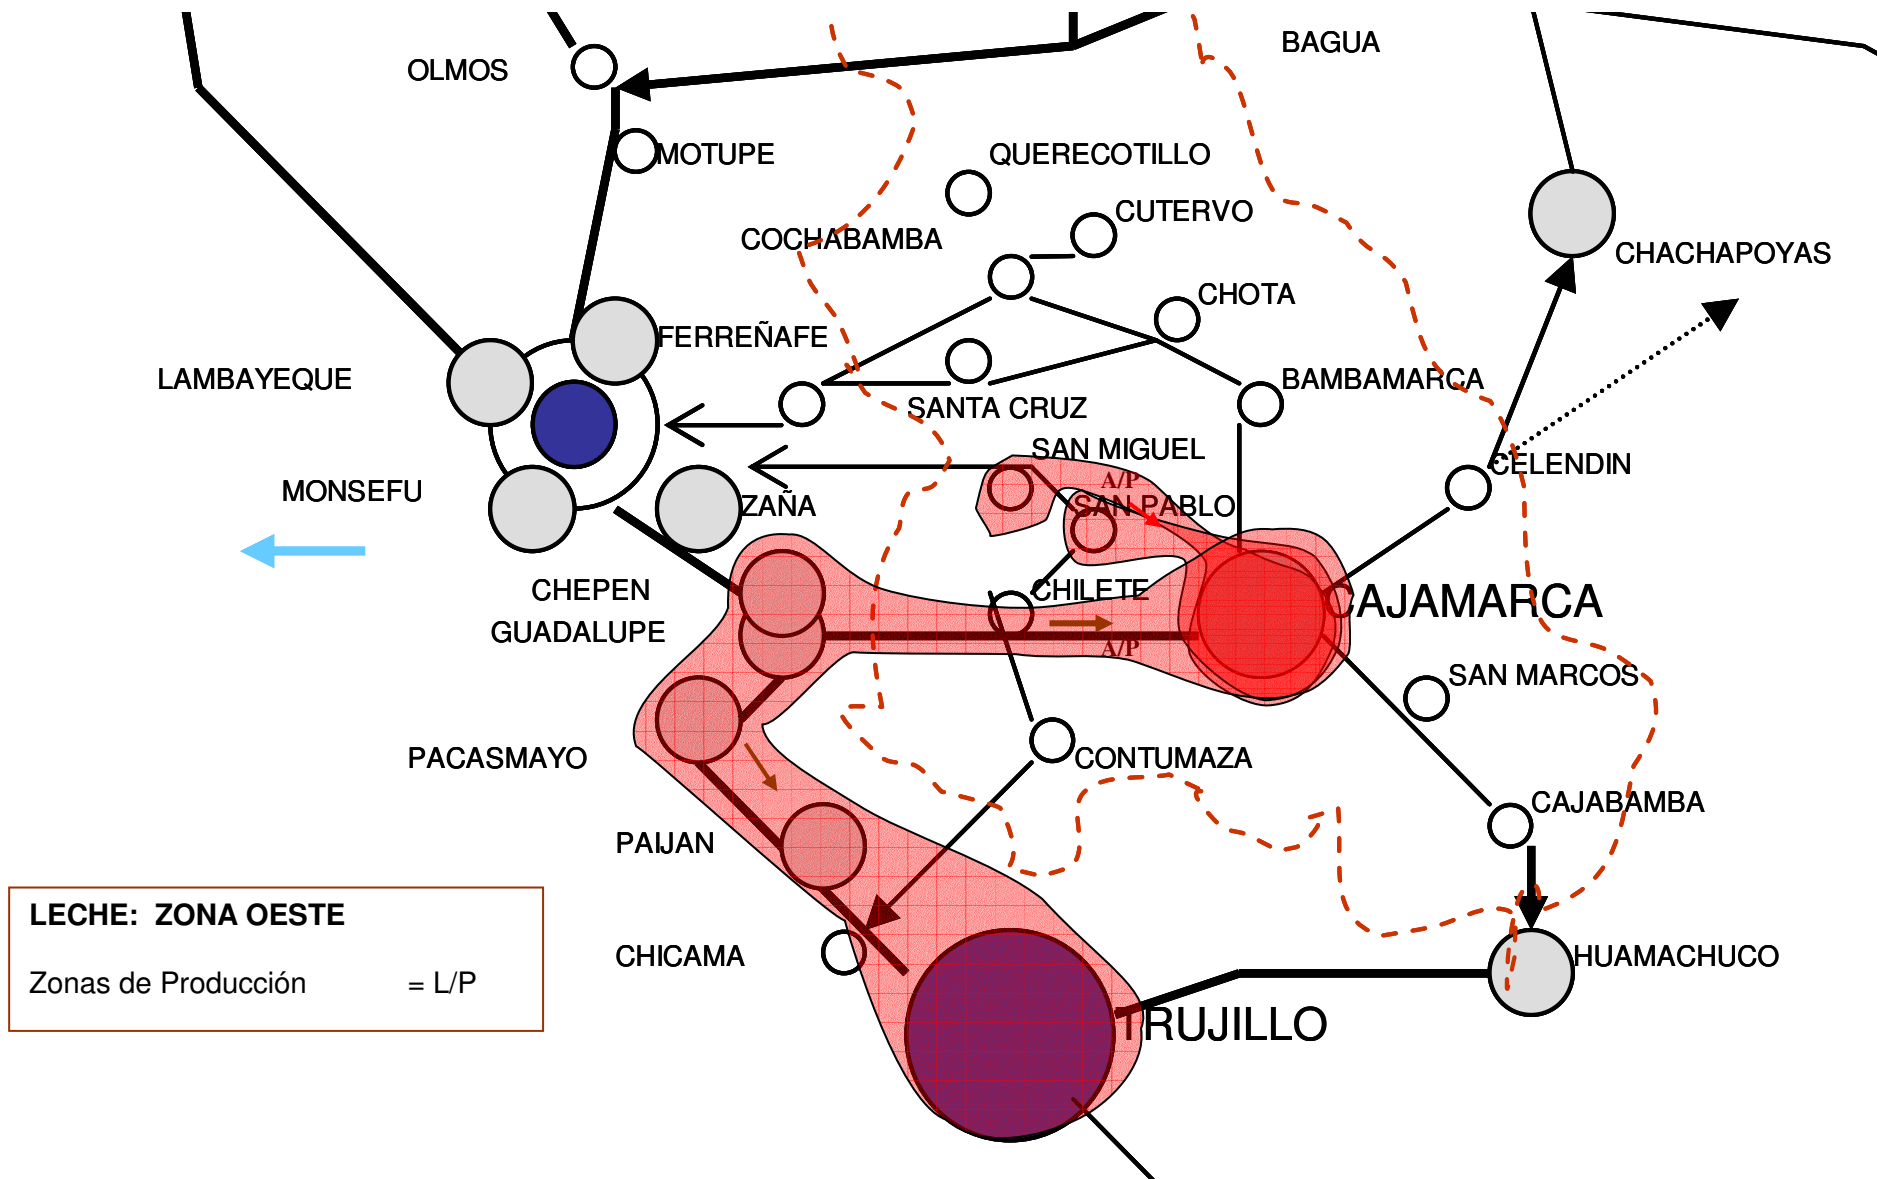 BAGUA
OLMOS
MOTUPE
QUERECOTILLO
CUTERVO
COCHABAMBA
CHACHAPOYAS
CHOTA
FERREÑAFE
LAMBAYEQUE
BAMBAMARCA
SANTA CRUZ
SAN MIGUEL
CELENDIN
A/P
MONSEFU
ZAÑA
SAN PABLO
CHEPEN
CHILETE
CAJAMARCA
GUADALUPE
A/P
SAN MARCOS
PACASMAYO
CONTUMAZA
CAJABAMBA
PAIJAN
LECHE: ZONA OESTE
Zonas de Producción = L/P
CHICAMA
HUAMACHUCO
TRUJILLO